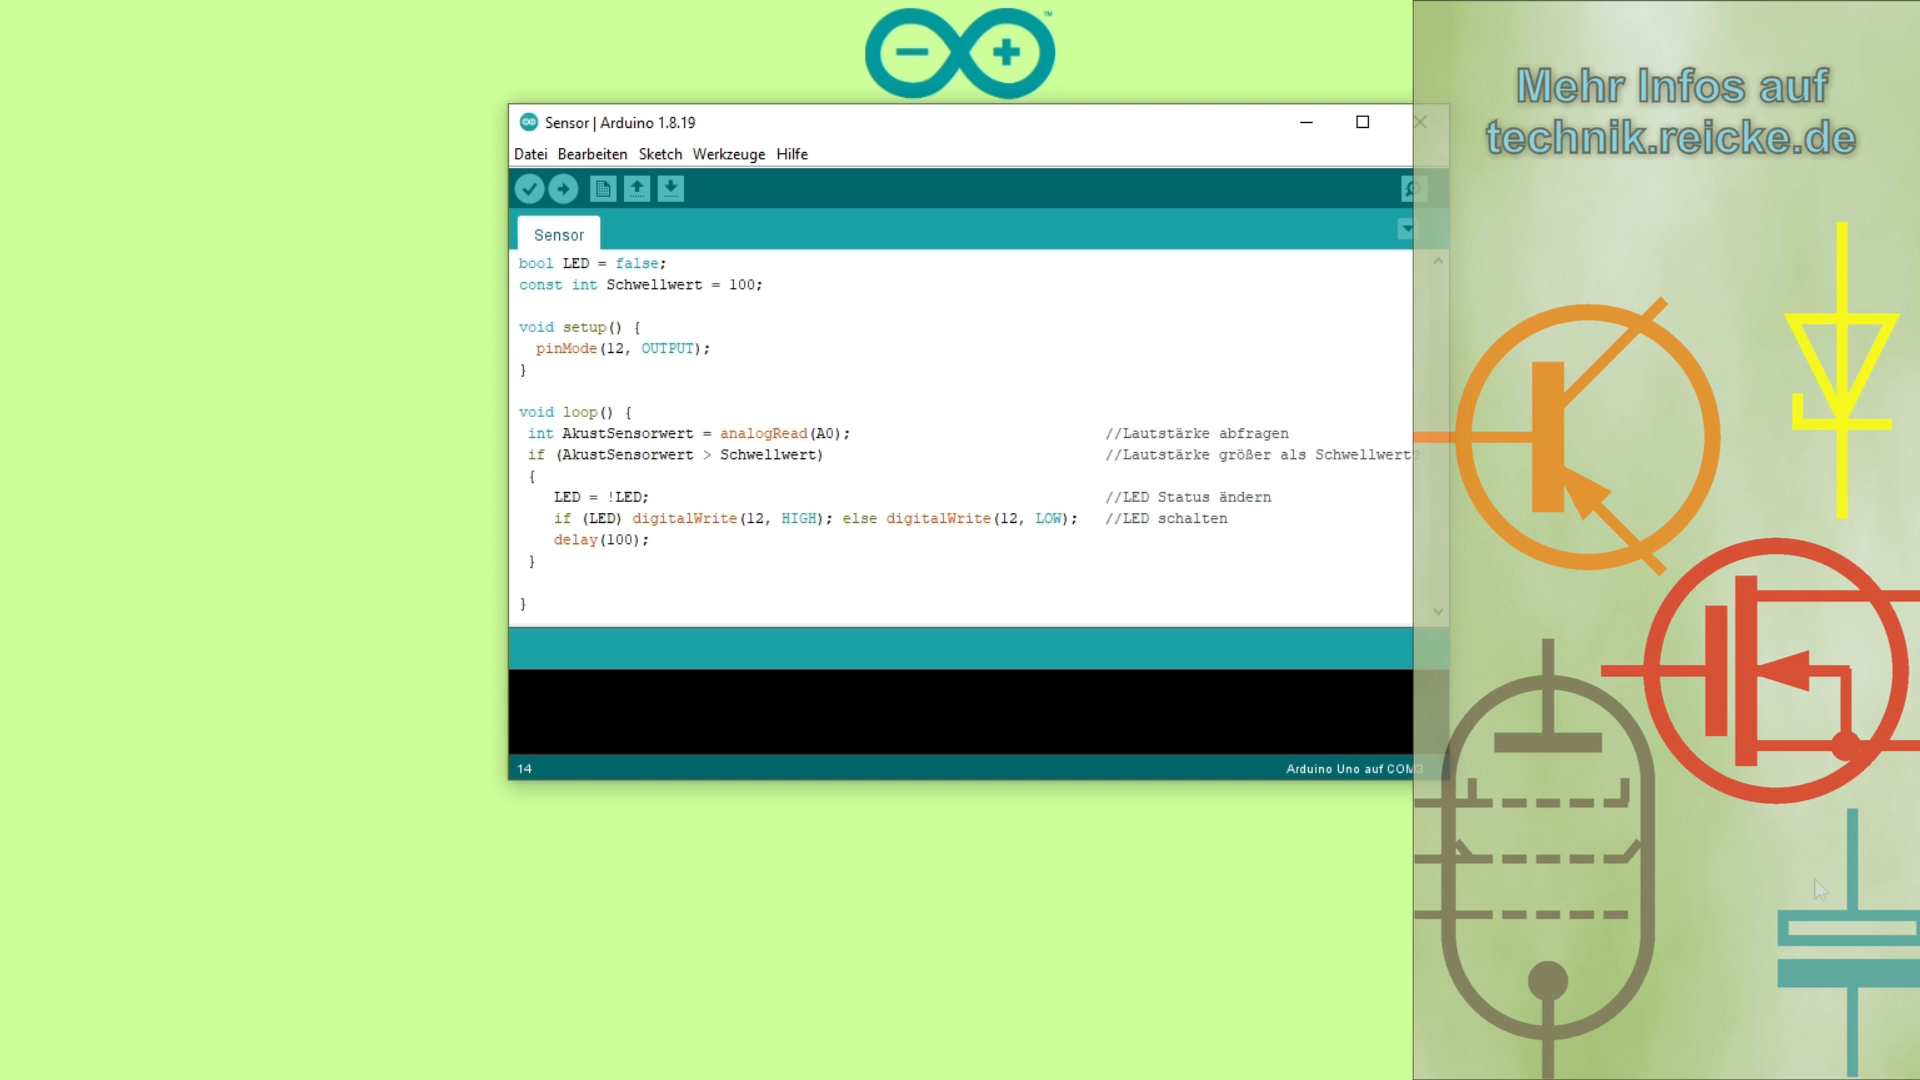 TM
Mehr Infos auf
technik.reicke.de
Sensor | Arduino 1.8.19
Datei Bearbeiten Sketch Werkzeuge Hilfe
Sensor
bool LED = false;
const int Schwellwert = 100;
void setup() {
pinMode(12, OUTPUT);
}
void loop() {
int AkustSensorwert = analogRead(A0); //Lautstärke abfragen
if (AkustSensorwert > Schwellwert) //Lautstärke größer als Schwellwert?
{
LED = !LED; //LED Status ändern
if (LED) digitalWrite(12, HIGH); else digitalWrite(12, LOW); //LED schalten
delay(100);
}
}
14 Arduino Uno auf COM3